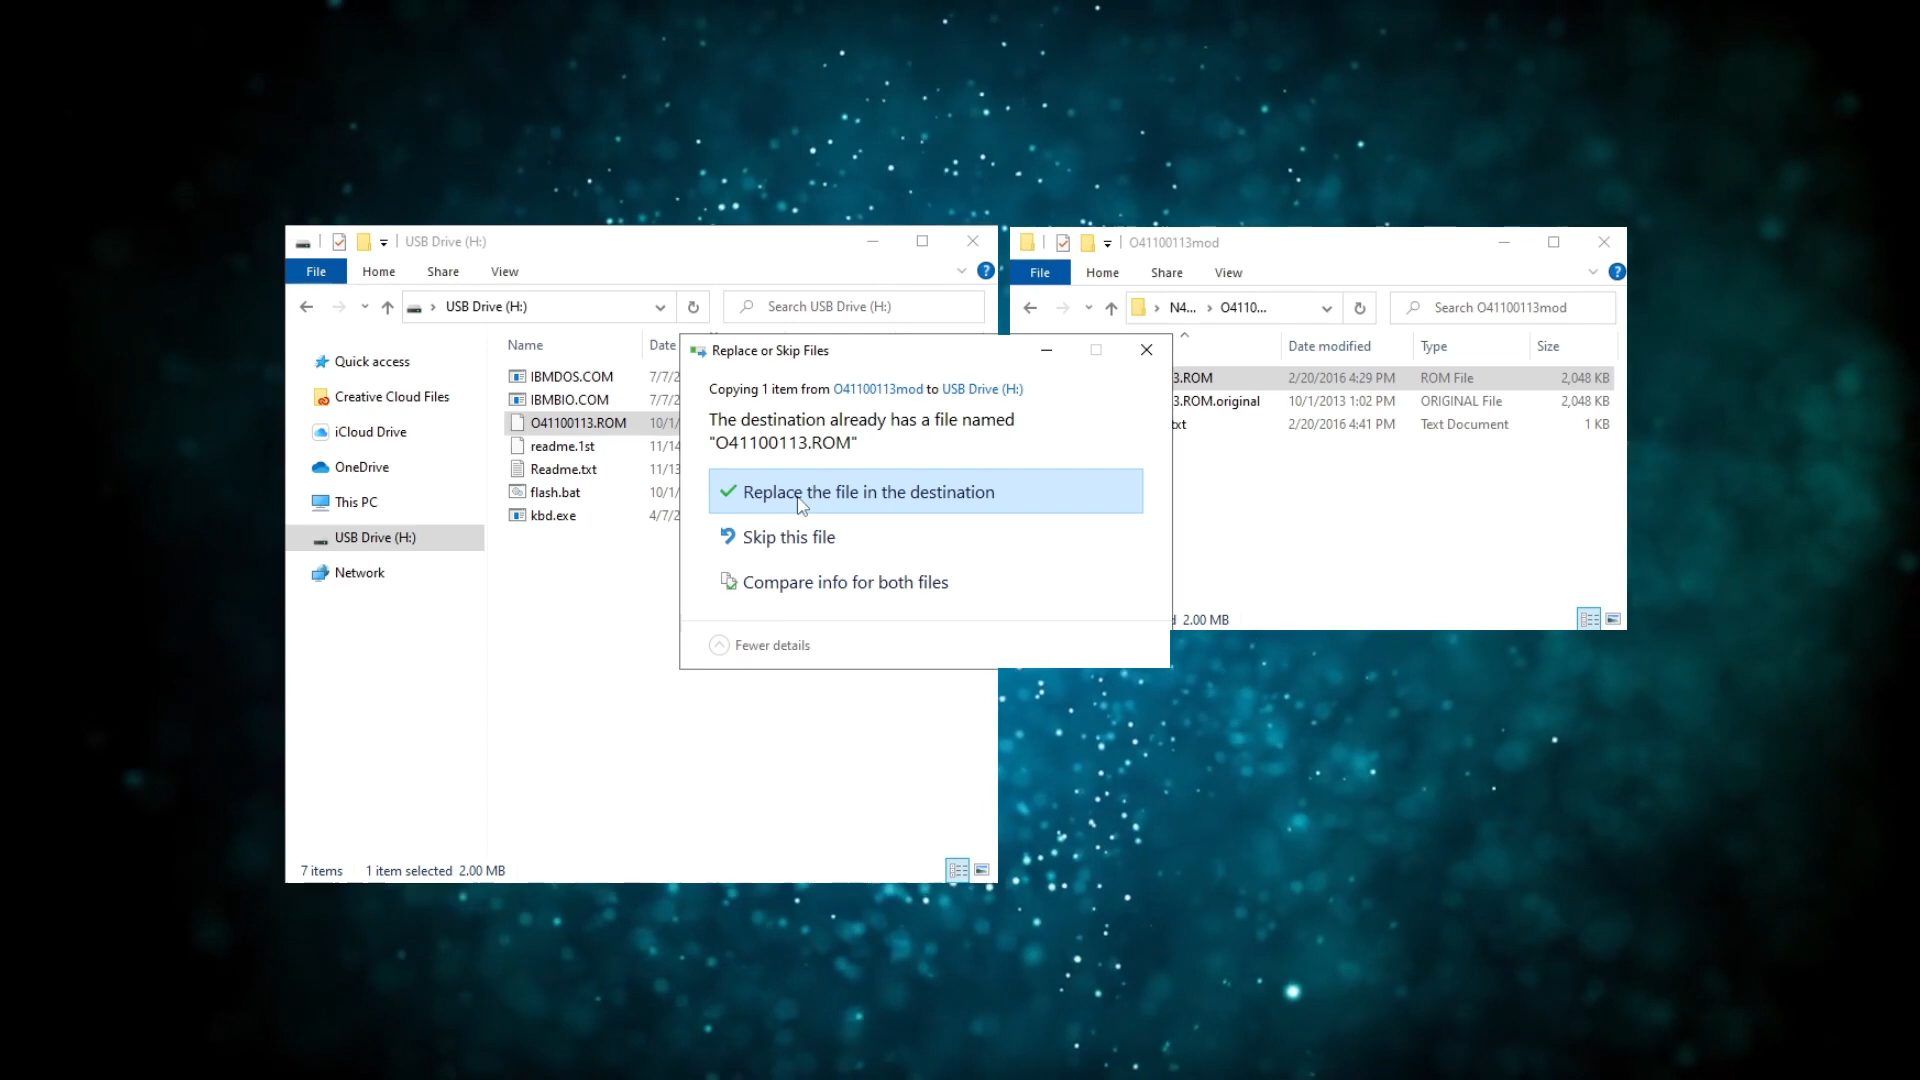 USB Drive (H:)
File Home Share View
USB Drive (H:)
Search USB Drive (H:)
Quick access
Creative Cloud Files
iCloud Drive
OneDrive
This PC
USB Drive (H:)
Network
Name Date
IBMDOS.COM 7/7/2
IBMBIO.COM 7/7/2
O41100113.ROM 10/1/
readme.1st 11/14
Readme.txt 11/13
flash.bat 10/1/
kbd.exe 4/7/2
7 items 1 item selected 2.00 MB
Replace or Skip Files
Copying 1 item from O41100113mod to USB Drive (H:)
The destination already has a file named
"O41100113.ROM"
Replace the file in the destination
Skip this file
Compare info for both files
Fewer details
O41100113mod
File Home Share View
N4... O4110...
Search O41100113mod
Date modified Type Size
3.ROM 2/20/2016 4:29 PM ROM File 2,048 KB
3.ROM.original 10/1/2013 1:02 PM ORIGINAL File 2,048 KB
txt 2/20/2016 4:41 PM Text Document 1 KB
d 2.00 MB